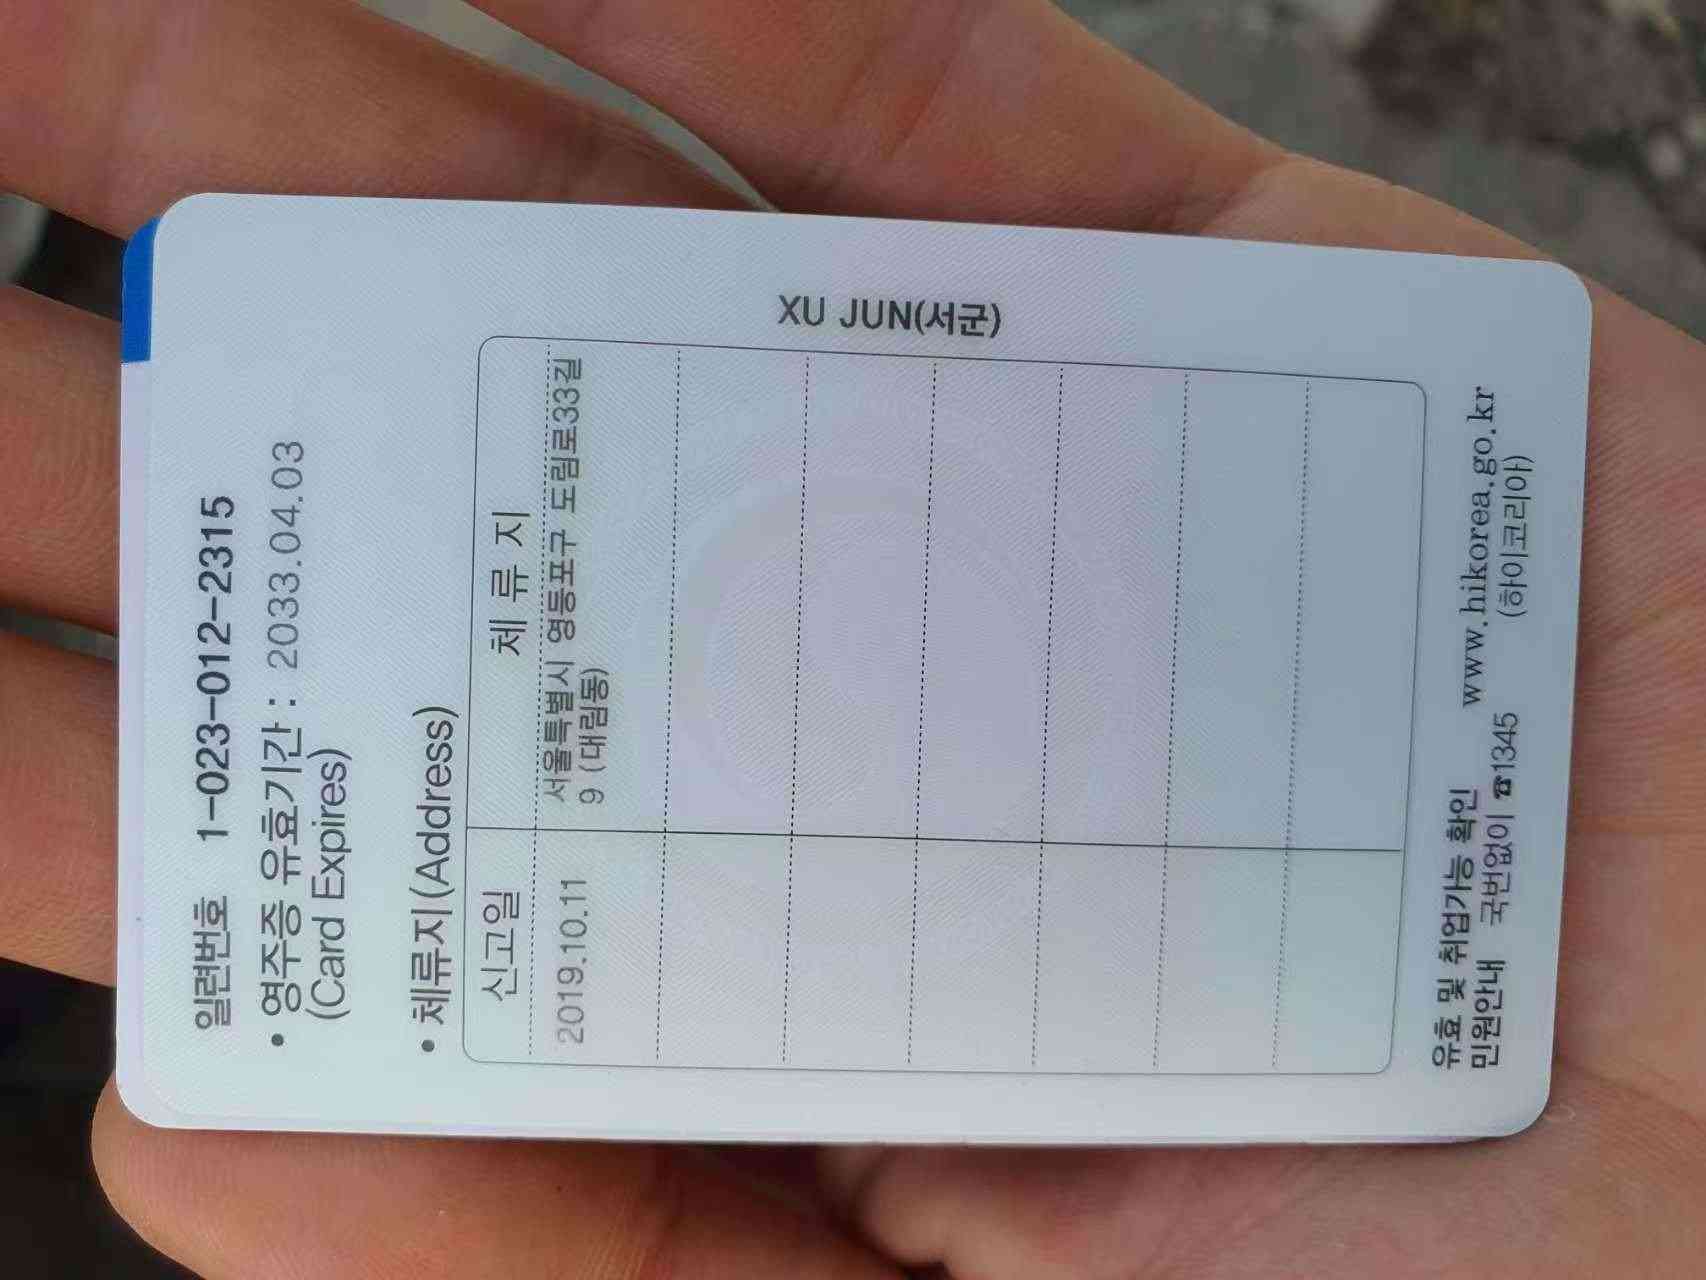 일련번호 1-023-012-2315
• 영주증 유효기간 : 2033.04.03
(Card Expires)
• 체류지(Address)
신고일 체 류 지
2019.10.11 서울특별시 영등포구 도림로33길
9 (대림동)
XU JUN(서군)
유효 및 취업가능 확인 www.hikorea.go.kr
민원안내 국번없이 ☎1345 (하이코리아)